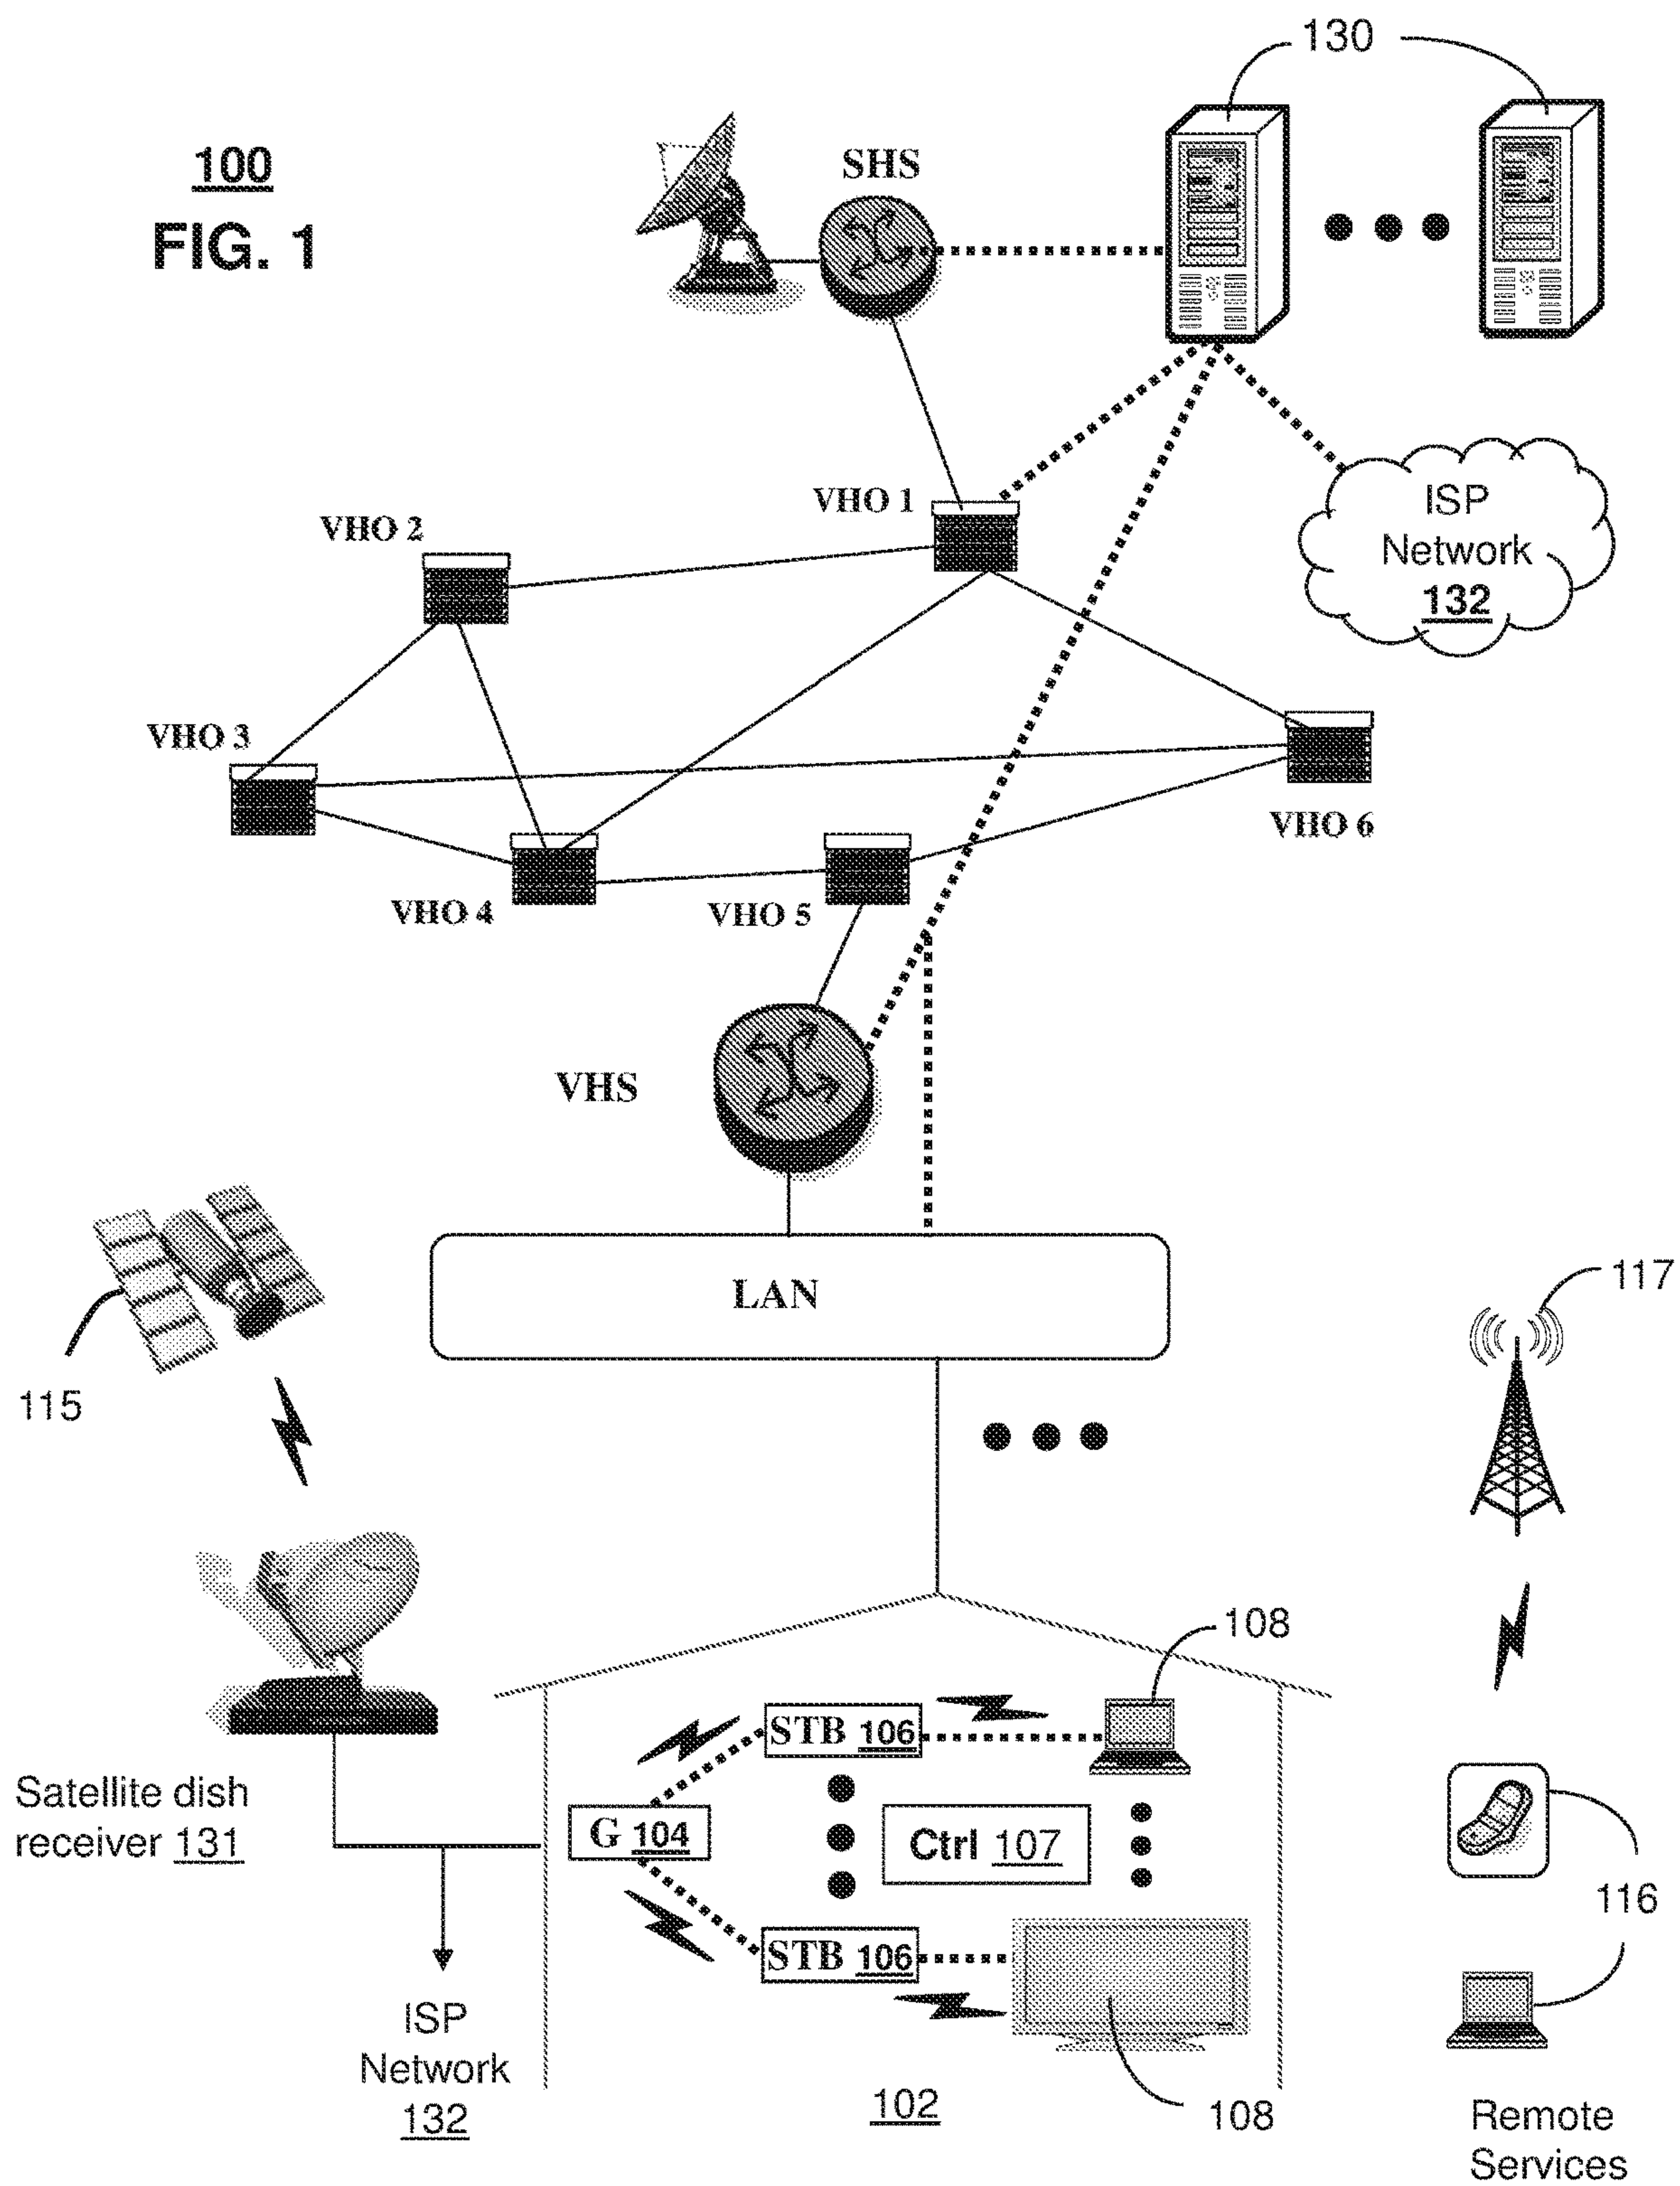 130
100
FIG. 1
SHS
ISP
Network
132
VHO 1
VHO 2
VHO 3
VHO 6
VHO 4
VHO 5
VHS
LAN
117
115
108
STB 106
Satellite dish
receiver 131
G 104
Ctrl 107
116
STB 106
ISP
Network
132
102
108
Remote
Services